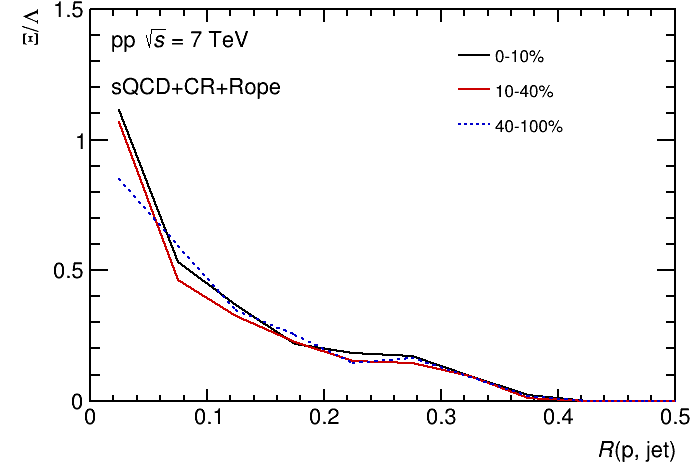 1.5
Ξ/Λ
pp √s = 7 TeV
0-10%
sQCD+CR+Rope
10-40%
40-100%
1
0.5
0
0 0.1 0.2 0.3 0.4 0.5
R(p, jet)